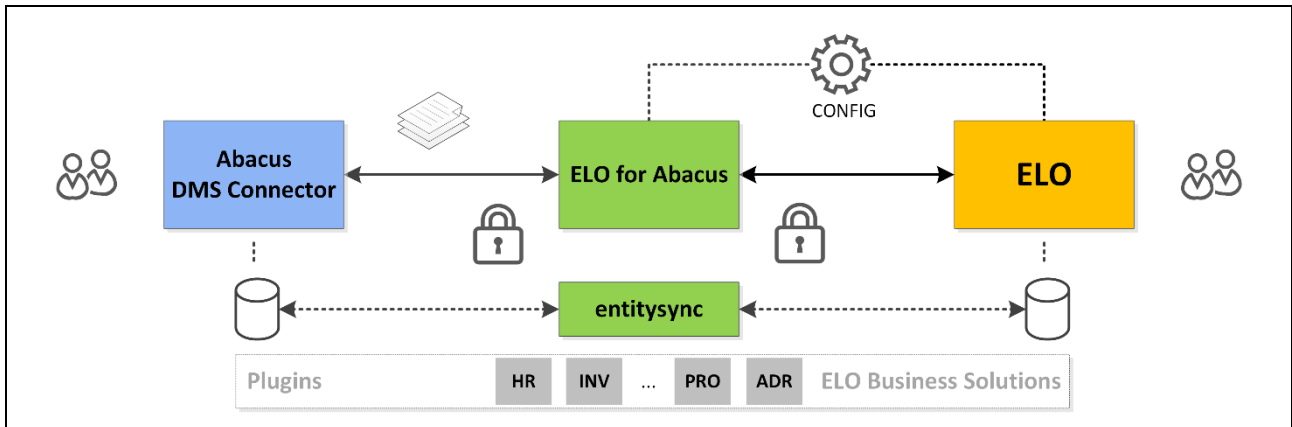 CONFIG
Abacus
DMS Connector
ELO for Abacus
ELO
entitysync
Plugins HR INV ... PRO ADR ELO Business Solutions